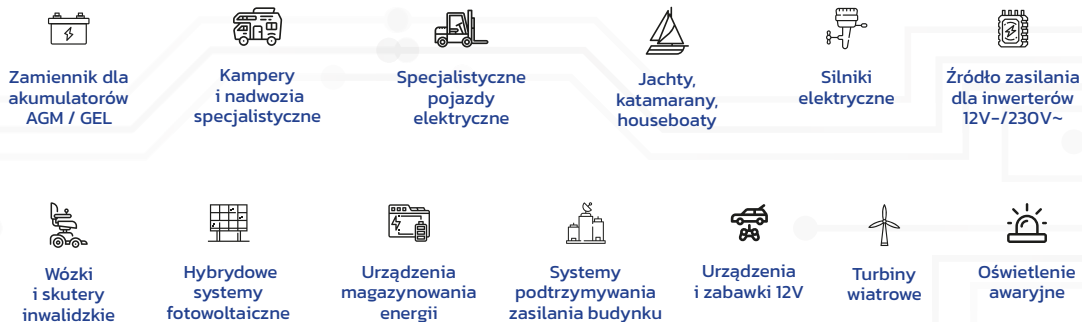 Zamiennik dla
akumulatorów
AGM / GEL
Kampery
i nadwozia
specjalistyczne
Specjalistyczne
pojazdy
elektryczne
Jachty,
katamarany,
houseboaty
Silniki
elektryczne
Źródło zasilania
dla inwerterów
12V-/230V~
Wózki
i skutery
inwalidzkie
Hybrydowe
systemy
fotowoltaiczne
Urządzenia
magazynowania
energii
Systemy
podtrzymywania
zasilania budynku
Urządzenia
i zabawki 12V
Turbiny
wiatrowe
Oświetlenie
awaryjne